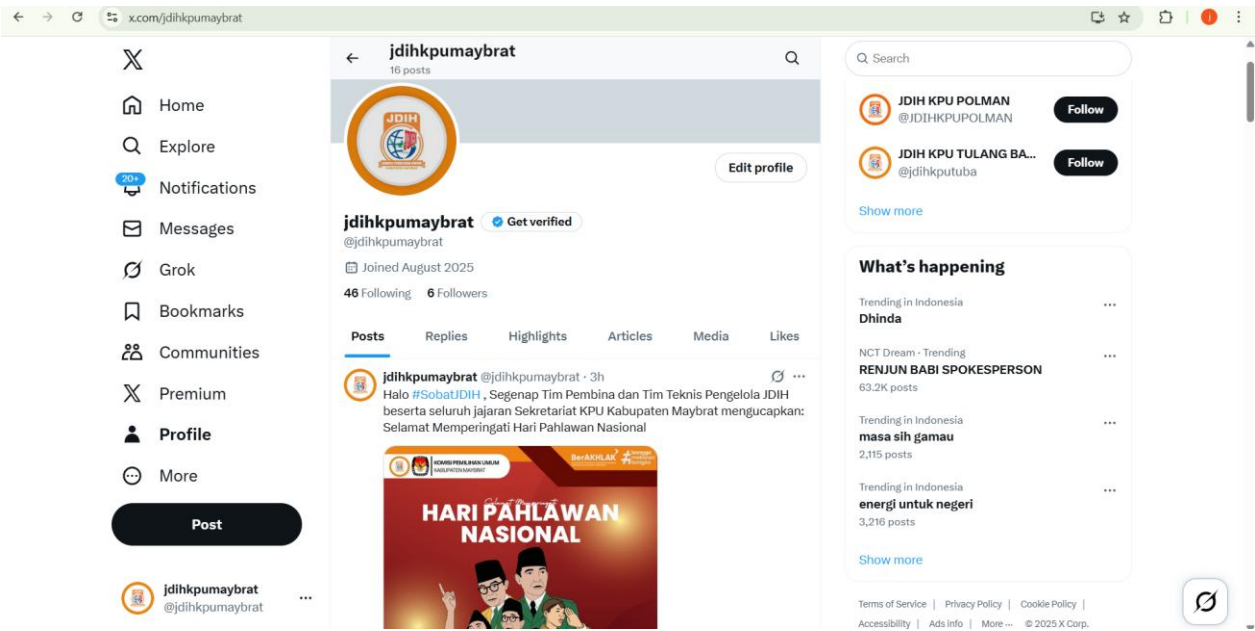 x.com/jdihkpumaybrat
Home
Explore
20+
Notifications
Messages
Grok
Bookmarks
Communities
Premium
Profile
More
Post
jdihkpumaybrat
@jdihkpumaybrat
jdihkpumaybrat
16 posts
JDIH
Edit profile
jdihkpumaybrat Get verified
@jdihkpumaybrat
Joined August 2025
46 Following 6 Followers
Posts Replies Highlights Articles Media Likes
jdihkpumaybrat @jdihkpumaybrat · 3h
Halo #SobatJDIH , Segenap Tim Pembina dan Tim Teknis Pengelola JDIH
beserta seluruh jajaran Sekretariat KPU Kabupaten Maybrat mengucapkan:
Selamat Memperingati Hari Pahlawan Nasional
KOMISI PEMILIHAN UMUM
KABUPATEN MAYBRAT
BerAKHLAK
Selamat Memperingati
HARI PAHLAWAN
NASIONAL
Search
JDIH KPU POLMAN
@JDIHKPUPOLMAN
Follow
JDIH KPU TULANG BA...
@jdihkputuba
Follow
Show more
What's happening
Trending in Indonesia
Dhinda
NCT Dream · Trending
RENJUN BABI SPOKESPERSON
63.2K posts
Trending in Indonesia
masa sih gamau
2,115 posts
Trending in Indonesia
energi untuk negeri
3,216 posts
Show more
Terms of Service | Privacy Policy | Cookie Policy |
Accessibility | Ads info | More ... © 2025 X Corp.